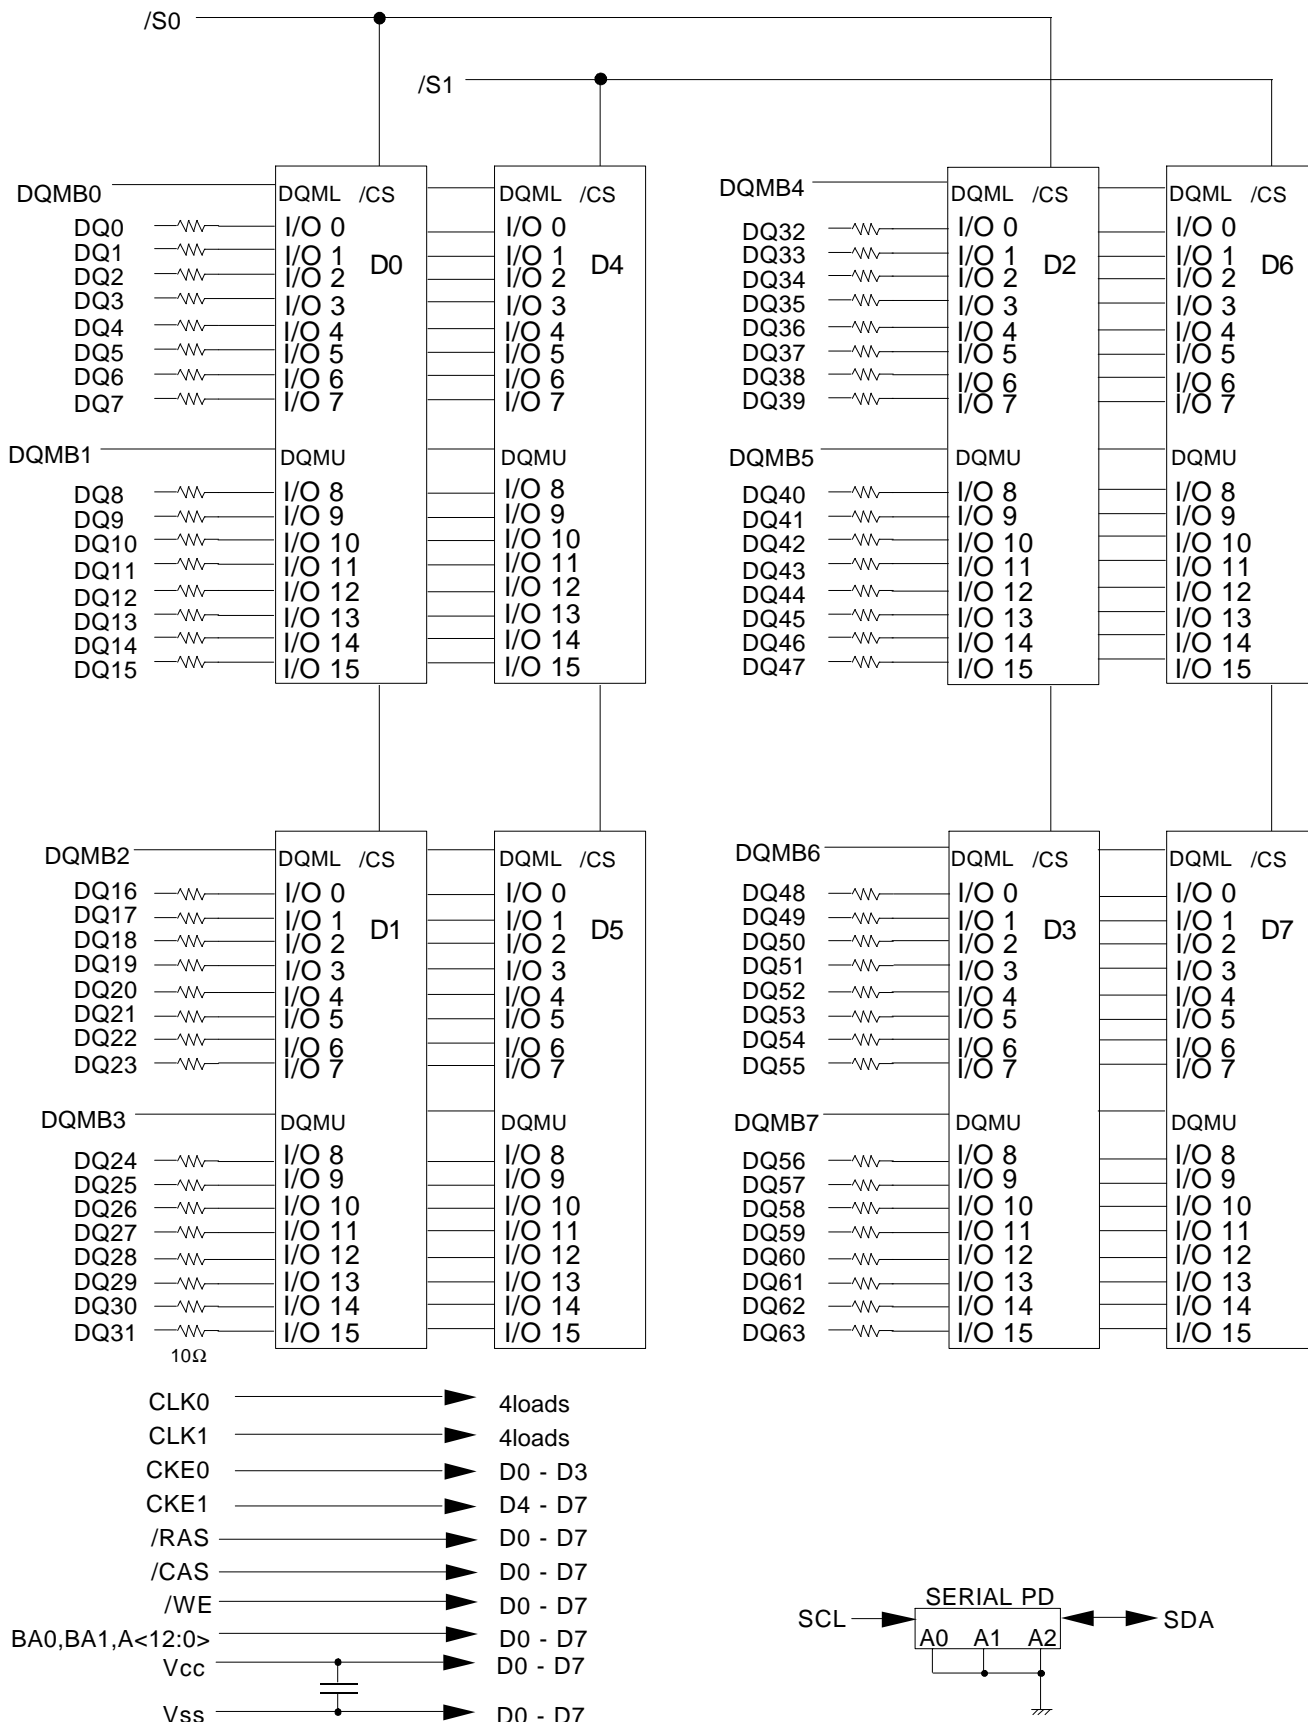 /S0
/S1
DQMB0 DQML /CS DQML /CS DQMB4 DQML /CS DQML /CS
DQ0 I/O 0 I/O 0 DQ32 I/O 0 I/O 0
DQ1 I/O 1 D0 I/O 1 D4 DQ33 I/O 1 D2 I/O 1 D6
DQ2 I/O 2 I/O 2 DQ34 I/O 2 I/O 2
DQ3 I/O 3 I/O 3 DQ35 I/O 3 I/O 3
DQ4 I/O 4 I/O 4 DQ36 I/O 4 I/O 4
DQ5 I/O 5 I/O 5 DQ37 I/O 5 I/O 5
DQ6 I/O 6 I/O 6 DQ38 I/O 6 I/O 6
DQ7 I/O 7 I/O 7 DQ39 I/O 7 I/O 7
DQMB1 DQMU DQMU DQMB5 DQMU DQMU
DQ8 I/O 8 I/O 8 DQ40 I/O 8 I/O 8
DQ9 I/O 9 I/O 9 DQ41 I/O 9 I/O 9
DQ10 I/O 10 I/O 10 DQ42 I/O 10 I/O 10
DQ11 I/O 11 I/O 11 DQ43 I/O 11 I/O 11
DQ12 I/O 12 I/O 12 DQ44 I/O 12 I/O 12
DQ13 I/O 13 I/O 13 DQ45 I/O 13 I/O 13
DQ14 I/O 14 I/O 14 DQ46 I/O 14 I/O 14
DQ15 I/O 15 I/O 15 DQ47 I/O 15 I/O 15
DQMB2 DQML /CS DQML /CS DQMB6 DQML /CS DQML /CS
DQ16 I/O 0 I/O 0 DQ48 I/O 0 I/O 0
DQ17 I/O 1 D1 I/O 1 D5 DQ49 I/O 1 D3 I/O 1 D7
DQ18 I/O 2 I/O 2 DQ50 I/O 2 I/O 2
DQ19 I/O 3 I/O 3 DQ51 I/O 3 I/O 3
DQ20 I/O 4 I/O 4 DQ52 I/O 4 I/O 4
DQ21 I/O 5 I/O 5 DQ53 I/O 5 I/O 5
DQ22 I/O 6 I/O 6 DQ54 I/O 6 I/O 6
DQ23 I/O 7 I/O 7 DQ55 I/O 7 I/O 7
DQMB3 DQMU DQMU DQMB7 DQMU DQMU
DQ24 I/O 8 I/O 8 DQ56 I/O 8 I/O 8
DQ25 I/O 9 I/O 9 DQ57 I/O 9 I/O 9
DQ26 I/O 10 I/O 10 DQ58 I/O 10 I/O 10
DQ27 I/O 11 I/O 11 DQ59 I/O 11 I/O 11
DQ28 I/O 12 I/O 12 DQ60 I/O 12 I/O 12
DQ29 I/O 13 I/O 13 DQ61 I/O 13 I/O 13
DQ30 I/O 14 I/O 14 DQ62 I/O 14 I/O 14
DQ31 I/O 15 I/O 15 DQ63 I/O 15 I/O 15
10Ω
CLK0 4loads
CLK1 4loads
CKE0 D0 - D3
CKE1 D4 - D7
/RAS D0 - D7
/CAS D0 - D7
/WE D0 - D7
BA0,BA1,A<12:0> D0 - D7
Vcc D0 - D7
Vss D0 - D7
SERIAL PD
SCL SDA
A0 A1 A2